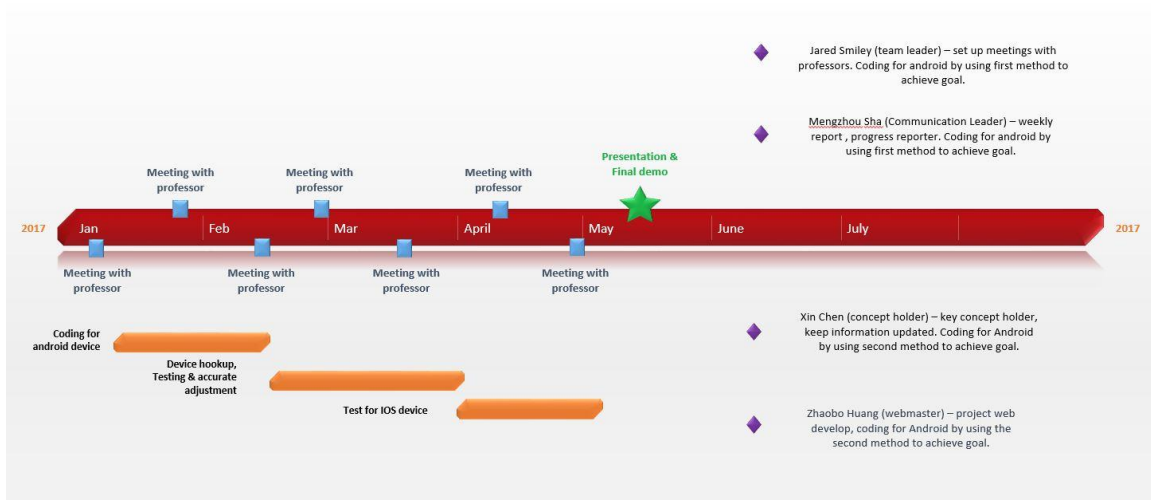 Jared Smiley (team leader) – set up meetings with
professors. Coding for android by using first method to
achieve goal.
Mengzhou Sha (Communication Leader) – weekly
report , progress reporter. Coding for android by
using first method to achieve goal.
Presentation &
Final demo
Meeting with
professor
Meeting with
professor
Meeting with
professor
2017
Jan
Feb
Mar
April
May
June
July
2017
Meeting with
professor
Meeting with
professor
Meeting with
professor
Meeting with
professor
Coding for
android device
Device hookup,
Testing & accurate
adjustment
Test for IOS device
Xin Chen (concept holder) – key concept holder,
keep information updated. Coding for Android
by using second method to achieve goal.
Zhaobo Huang (webmaster) – project web
develop, coding for Android by using the
second method to achieve goal.